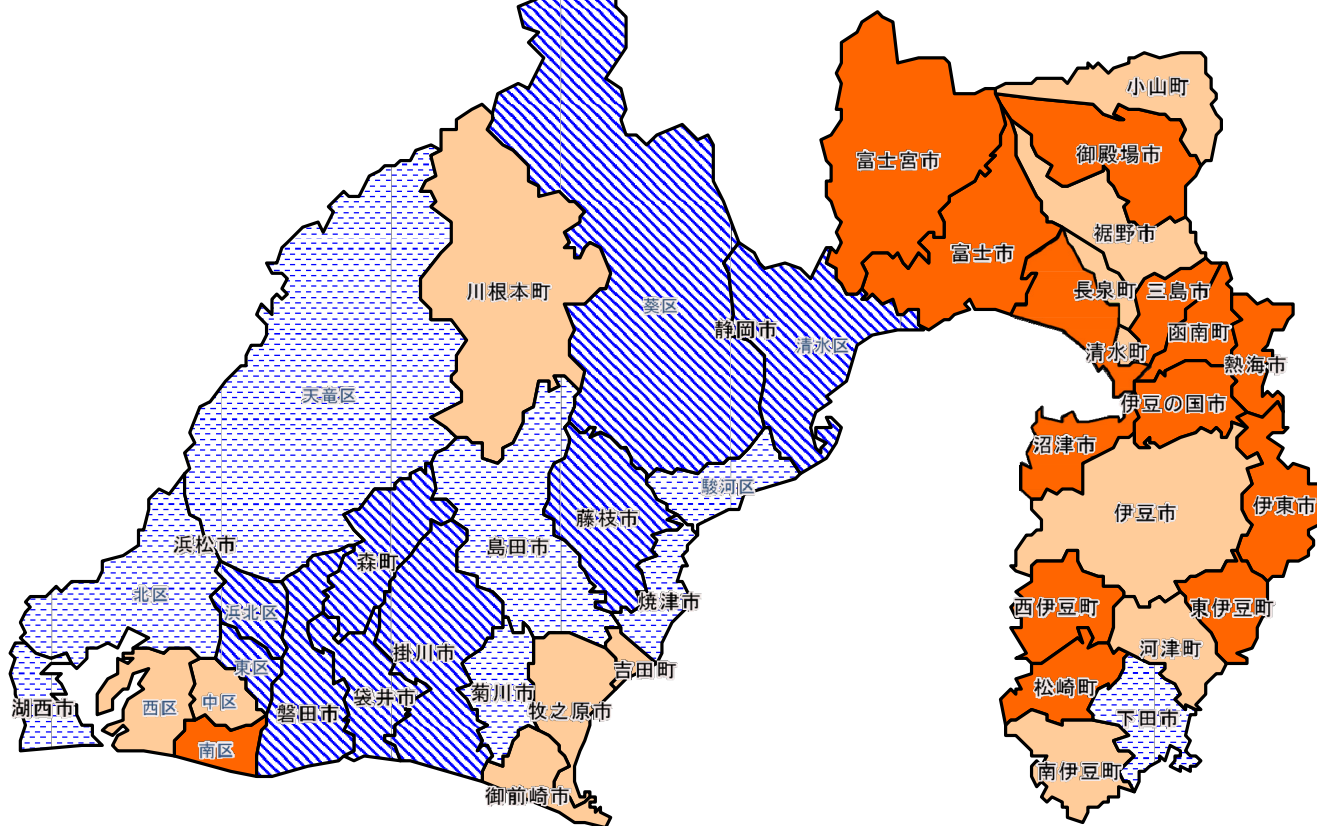 小山町
御殿場市
富士宮市
裾野市
富士市
川根本町
長泉町
三島市
葵区
静岡市
函南町
清水区
清水町
熱海市
天竜区
伊豆の国市
沼津市
駿河区
伊豆市
伊東市
藤枝市
浜松市
島田市
森町
北区
焼津市
西伊豆町
東伊豆町
浜北区
河津町
掛川市
東区
吉田町
松崎町
菊川市
袋井市
中区
湖西市
西区
磐田市
牧之原市
下田市
南区
南伊豆町
御前崎市